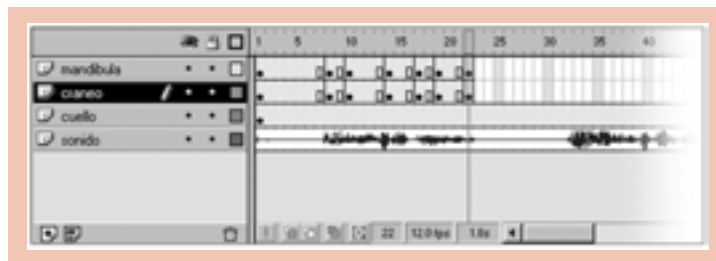 1 5 10 15 20 25 30 35 40
mandibula
craneo
cuello
sonido
22 12.0 fps 1.8s